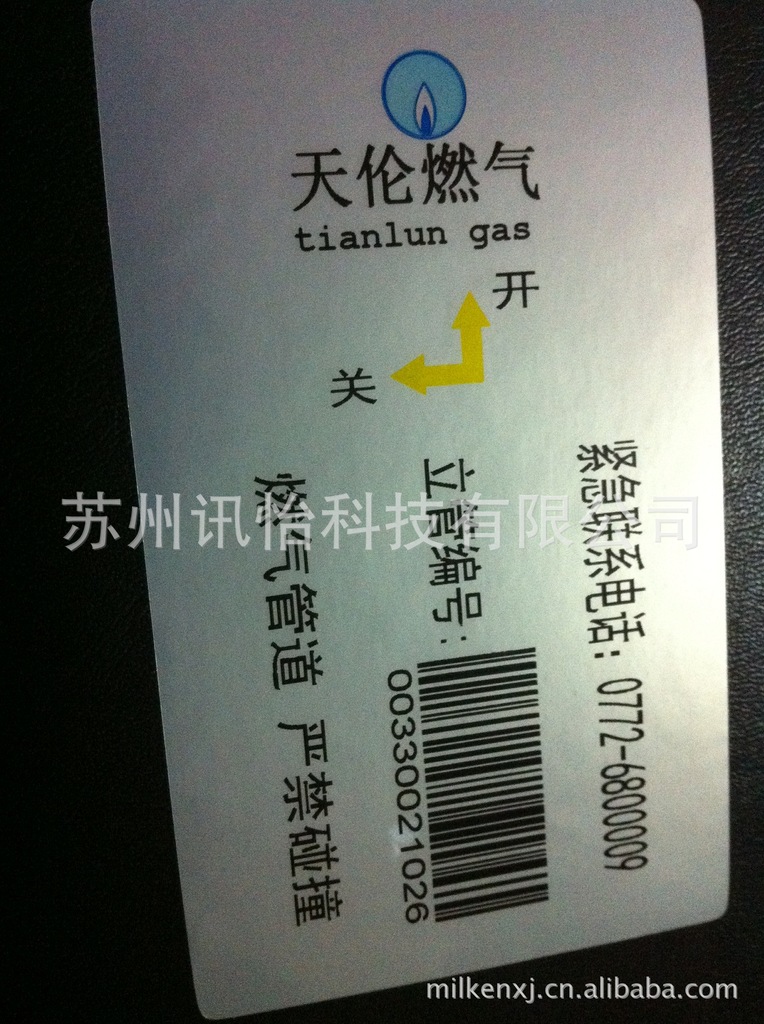 天伦燃气
tianlun gas
开
关
紧急联系电话：0772-6800009
立管编号：
00330021026
燃气管道 严禁碰撞
苏州讯怡科技有限公司
milkenxj.cn.alibaba.com